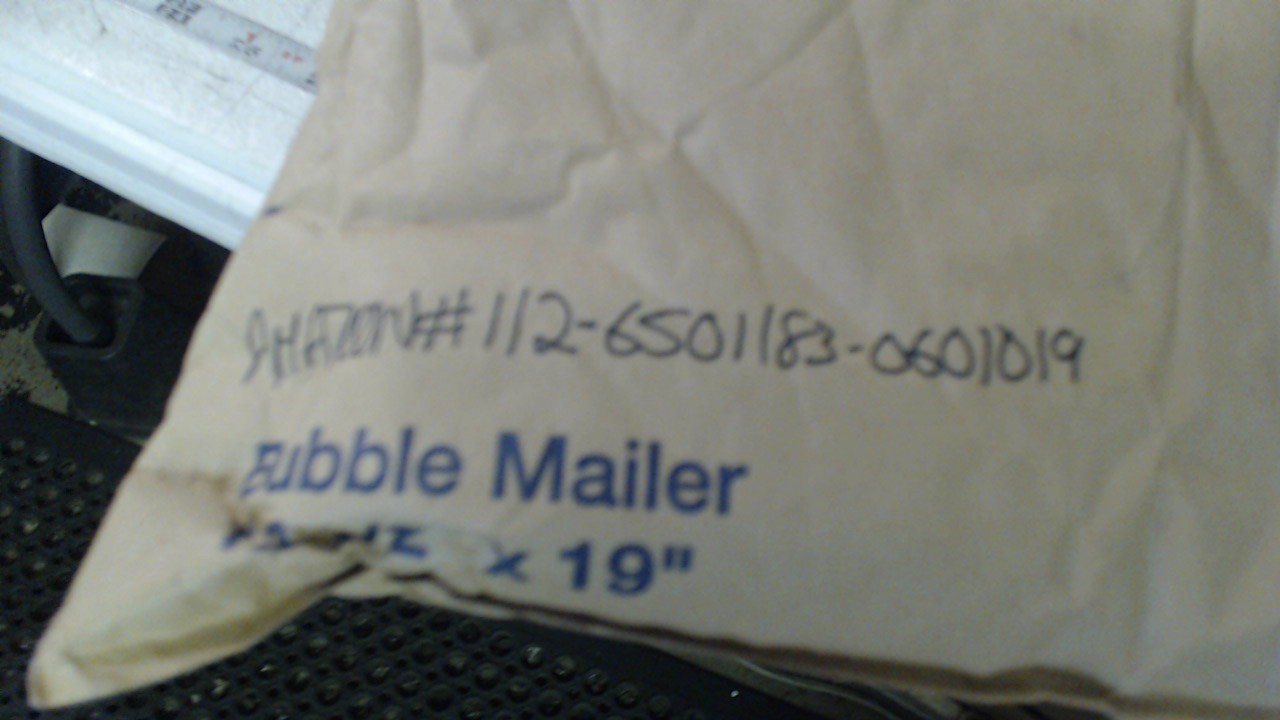 AMAZON# 112-6501183-0601019
Bubble Mailer
x 19"